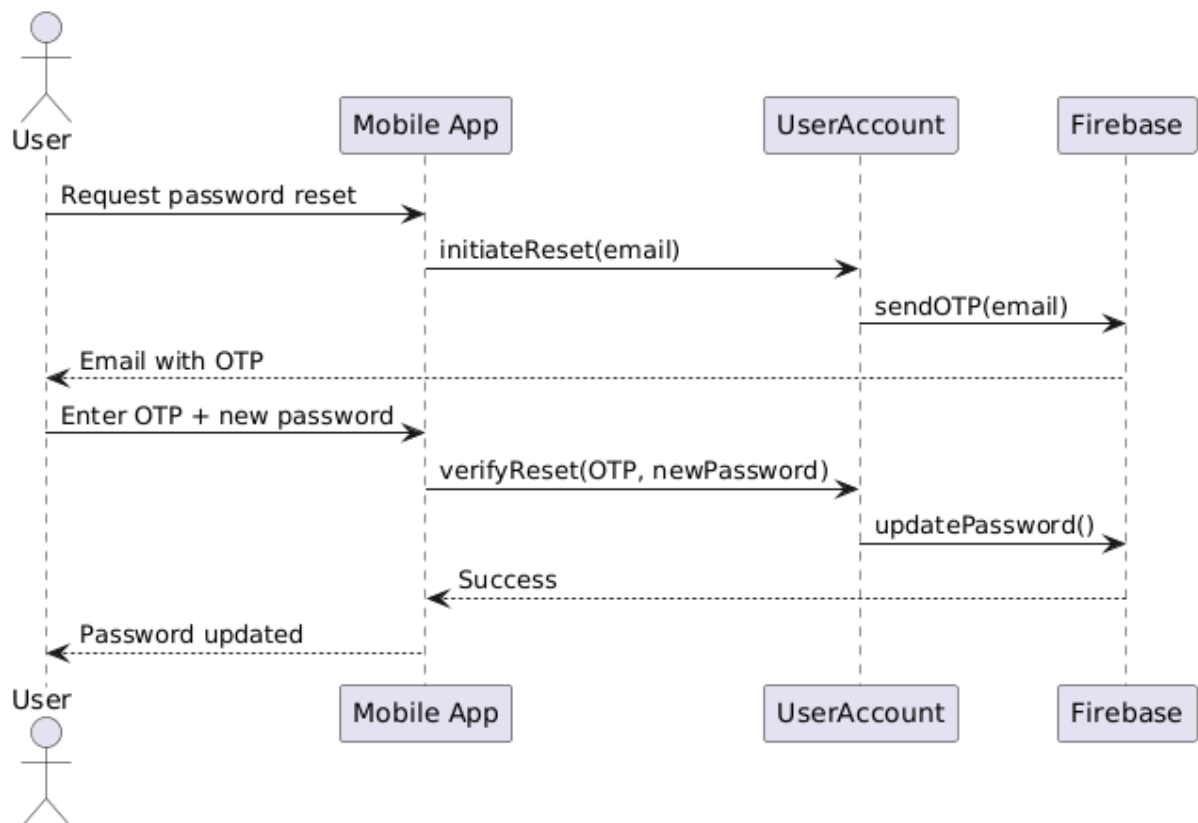 User
Mobile App
UserAccount
Firebase
Request password reset
initiateReset(email)
sendOTP(email)
Email with OTP
Enter OTP + new password
verifyReset(OTP, newPassword)
updatePassword()
Success
Password updated
User
Mobile App
UserAccount
Firebase